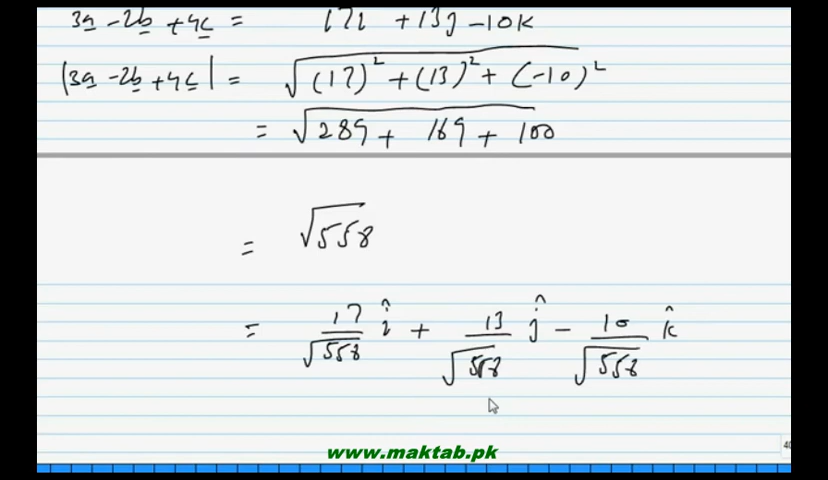 3a - 2b + 4c = 17i + 13j - 10k
|3a - 2b + 4c| = √(17)² + (13)² + (-10)²
= √289 + 169 + 100
= √558
= 17/√558 î + 13/√558 ĵ - 10/√558 k̂
www.maktab.pk